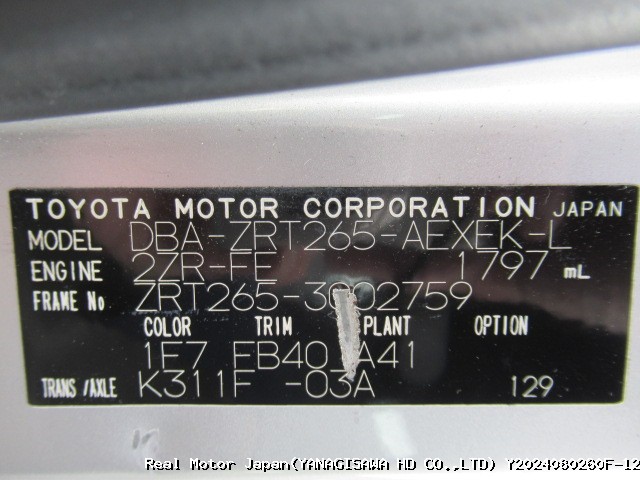 TOYOTA MOTOR CORPORATION JAPAN
MODEL DBA-ZRT265-AEXEK-L
ENGINE 2ZR-FE 1797 mL
FRAME No ZRT265-3002759
COLOR TRIM PLANT OPTION
1E7 FB40 A41
TRANS/AXLE K311F -03A 129
Real Motor Japan(YANAGISAWA HD CO.,LTD) Y2024080260F-12